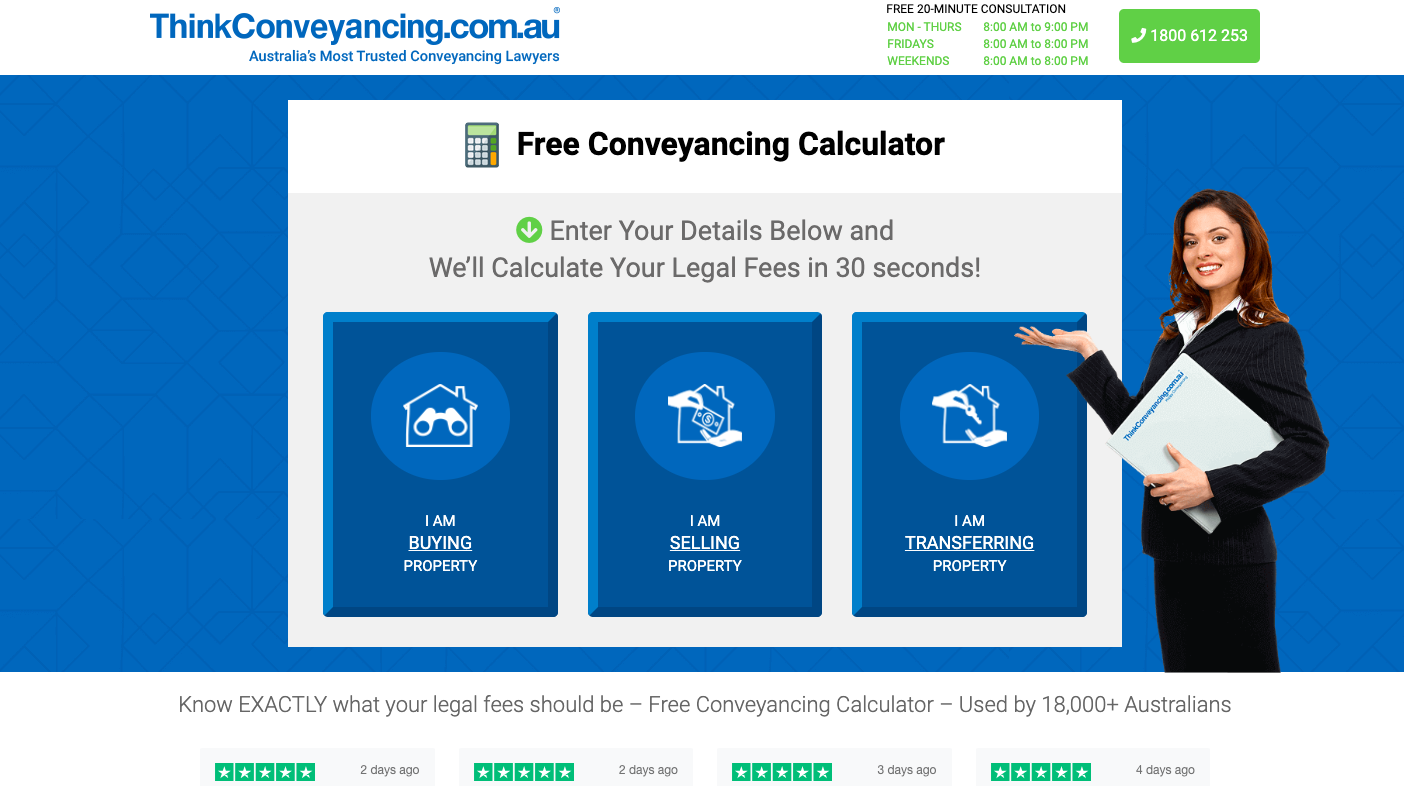 ThinkConveyancing.com.au®
Australia's Most Trusted Conveyancing Lawyers
FREE 20-MINUTE CONSULTATION
MON - THURS 8:00 AM to 9:00 PM
FRIDAYS 8:00 AM to 8:00 PM
WEEKENDS 8:00 AM to 8:00 PM
1800 612 253
Free Conveyancing Calculator
Enter Your Details Below and
We'll Calculate Your Legal Fees in 30 seconds!
I AM
BUYING
PROPERTY
I AM
SELLING
PROPERTY
I AM
TRANSFERRING
PROPERTY
ThinkConveyancing.com.au
Know EXACTLY what your legal fees should be – Free Conveyancing Calculator – Used by 18,000+ Australians
2 days ago
2 days ago
3 days ago
4 days ago